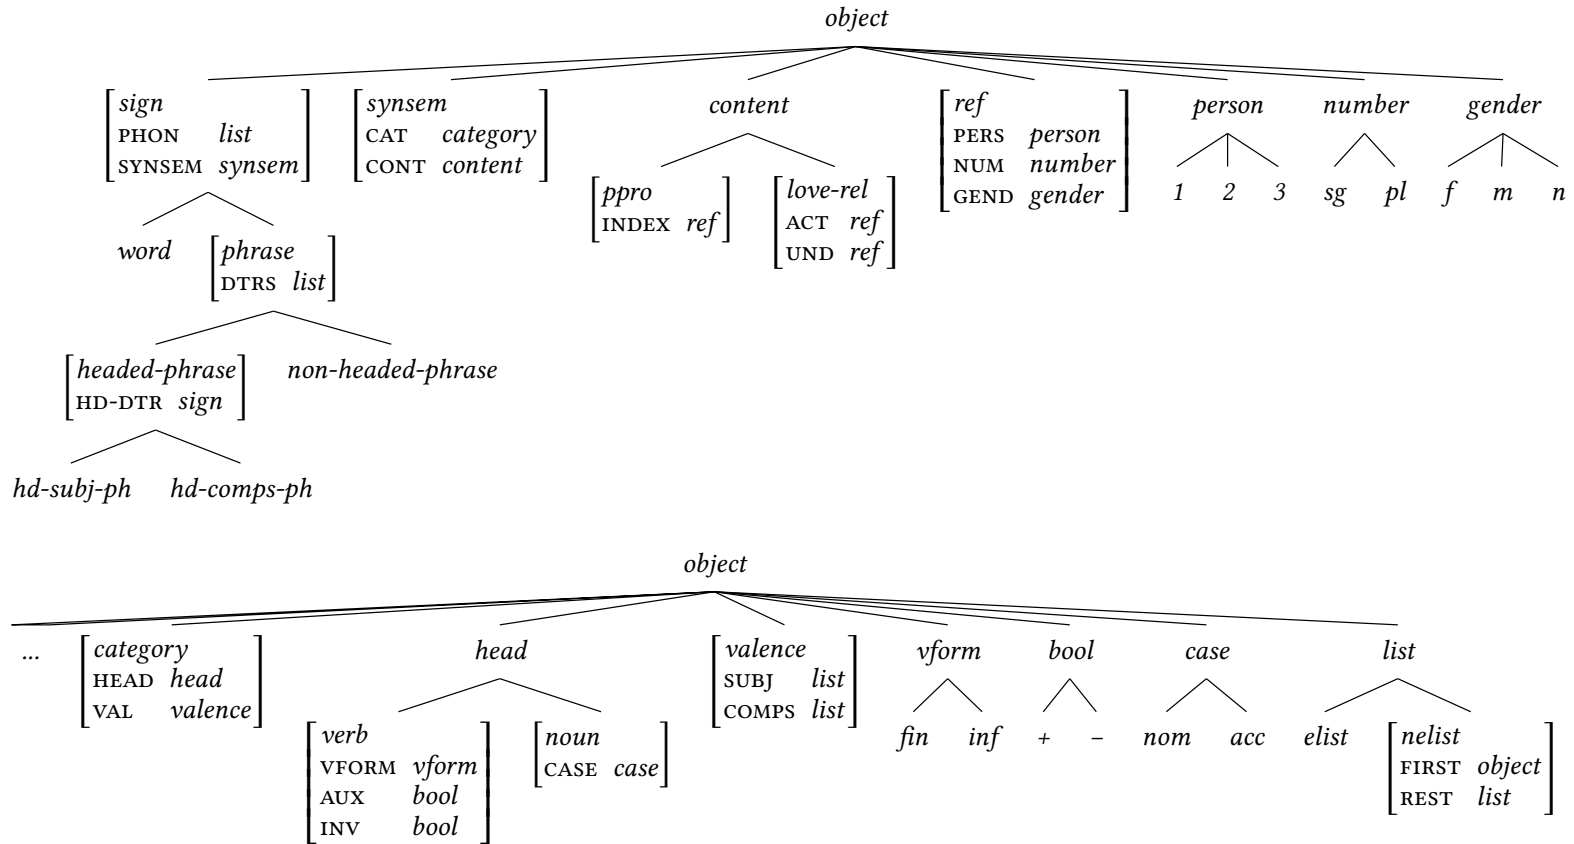 object
sign synsem content ref person number gender
PHON list CAT category PERS person
SYNSEM synsem CONT content NUM number
ppro love-rel GEND gender 1 2 3 sg pl f m n
INDEX ref ACT ref
word phrase UND ref
DTRS list
headed-phrase non-headed-phrase
HD-DTR sign
hd-subj-ph hd-comps-ph
object
... category head valence vform bool case list
HEAD head SUBJ list
VAL valence COMPS list
verb noun fin inf + – nom acc elist nelist
VFORM vform CASE case FIRST object
AUX bool REST list
INV bool